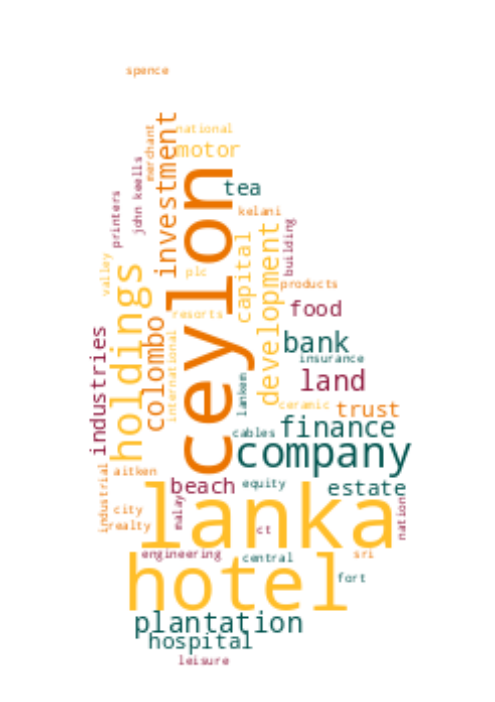 spence
national
merchant
investment
motor
john keells
tea
printers
kelani
ceylon
building
capital
development
valley
plc
products
holdings
food
resorts
colombo
industries
international
bank
insurance
land
lankem
ceramic
trust
finance
cables
company
aitken
industrial
beach
equity
estate
lanka
malay
city
realty
nation
ct
engineering
central
sri
hotel
fort
plantation
hospital
leisure